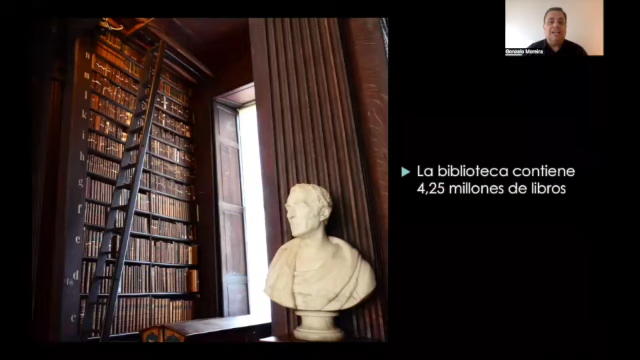 Gonzalo Moreira
La biblioteca contiene
4,25 millones de libros
k
i
h
g
f
e
d
c